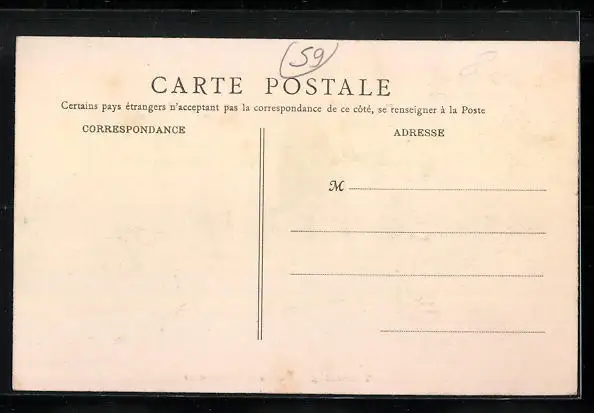 59
8
CARTE POSTALE
Certains pays étrangers n'acceptant pas la correspondance de ce côté, se renseigner à la Poste
CORRESPONDANCE
ADRESSE
M